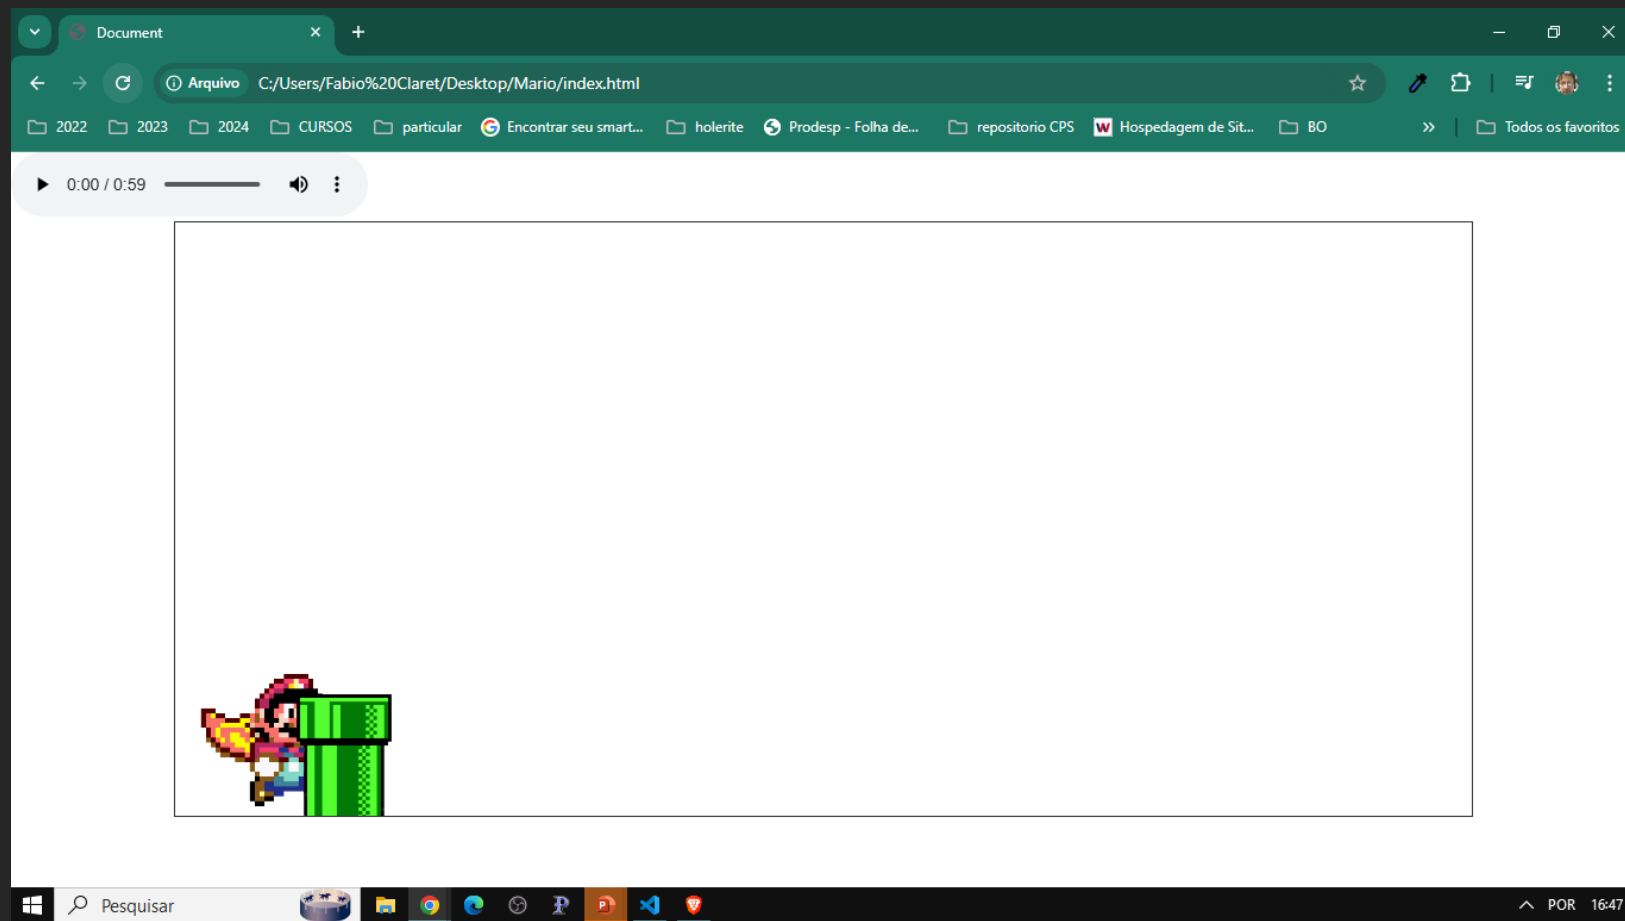 Document
Arquivo C:/Users/Fabio%20Claret/Desktop/Mario/index.html
2022 2023 2024 CURSOS particular Encontrar seu smart... holerite Prodesp - Folha de... repositorio CPS W Hospedagem de Sit... BO » Todos os favoritos
0:00 / 0:59
Pesquisar POR 16:47